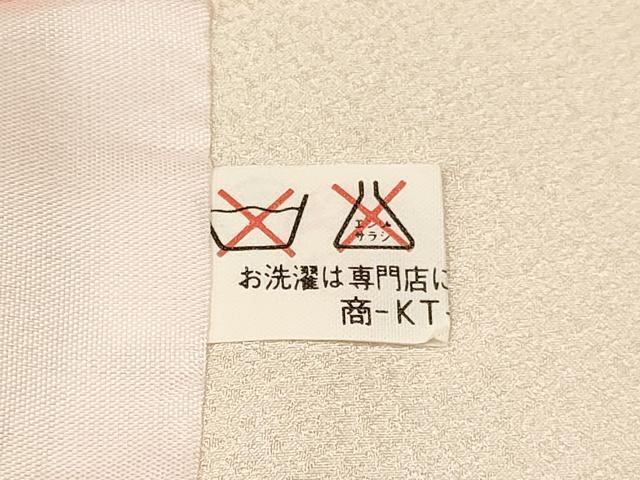 エンソ
サラシ
お洗濯は専門店に
商-KT-